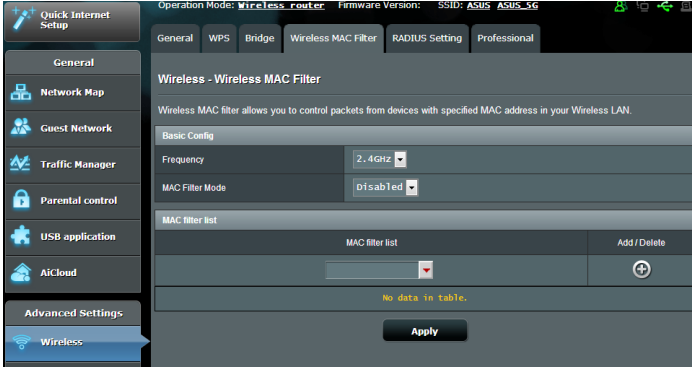 Quick Internet
Setup
Operation Mode: Wireless router Firmware Version: SSID: ASUS ASUS_5G
General WPS Bridge Wireless MAC Filter RADIUS Setting Professional
General
Network Map
Guest Network
Traffic Manager
Parental control
USB application
AiCloud
Advanced Settings
Wireless
Wireless - Wireless MAC Filter
Wireless MAC filter allows you to control packets from devices with specified MAC address in your Wireless LAN.
Basic Config
Frequency 2.4GHz
MAC Filter Mode Disabled
MAC filter list
MAC filter list Add / Delete
No data in table.
Apply